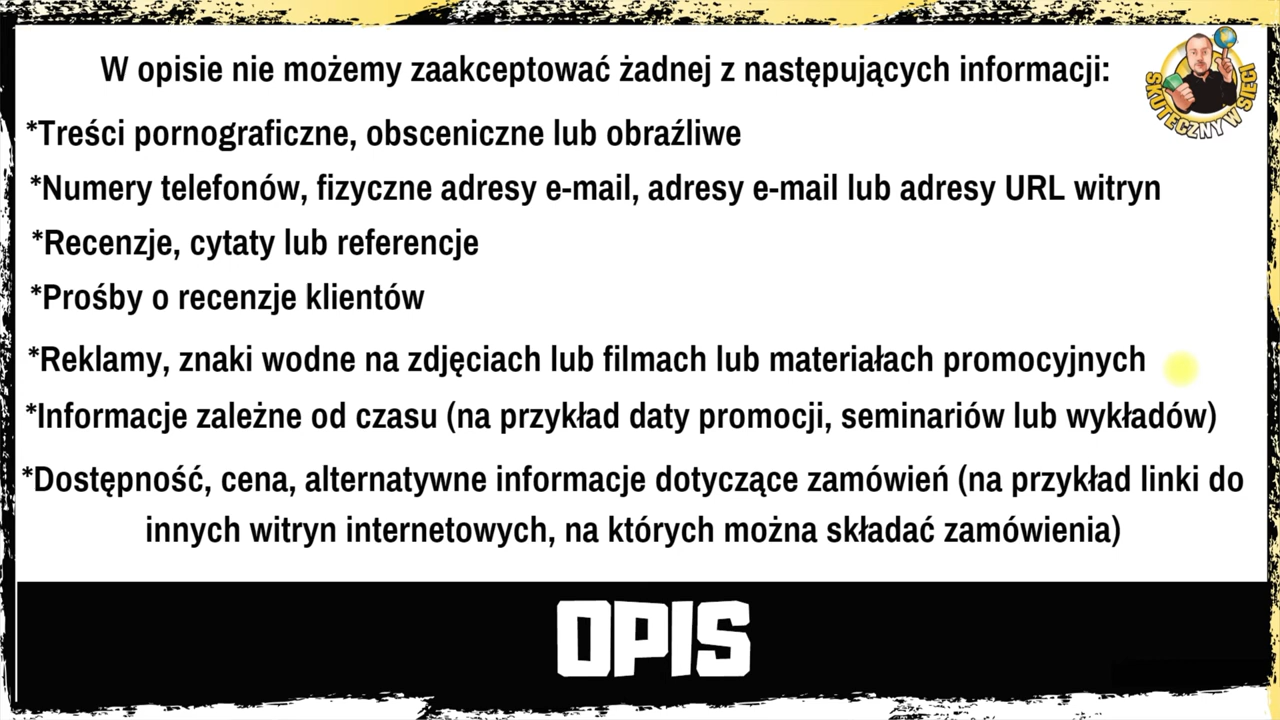 W opisie nie możemy zaakceptować żadnej z następujących informacji:
SKUTECZNY W SIECI
*Treści pornograficzne, obsceniczne lub obraźliwe
*Numery telefonów, fizyczne adresy e-mail, adresy e-mail lub adresy URL witryn
*Recenzje, cytaty lub referencje
*Prośby o recenzje klientów
*Reklamy, znaki wodne na zdjęciach lub filmach lub materiałach promocyjnych
*Informacje zależne od czasu (na przykład daty promocji, seminariów lub wykładów)
*Dostępność, cena, alternatywne informacje dotyczące zamówień (na przykład linki do
innych witryn internetowych, na których można składać zamówienia)
OPIS